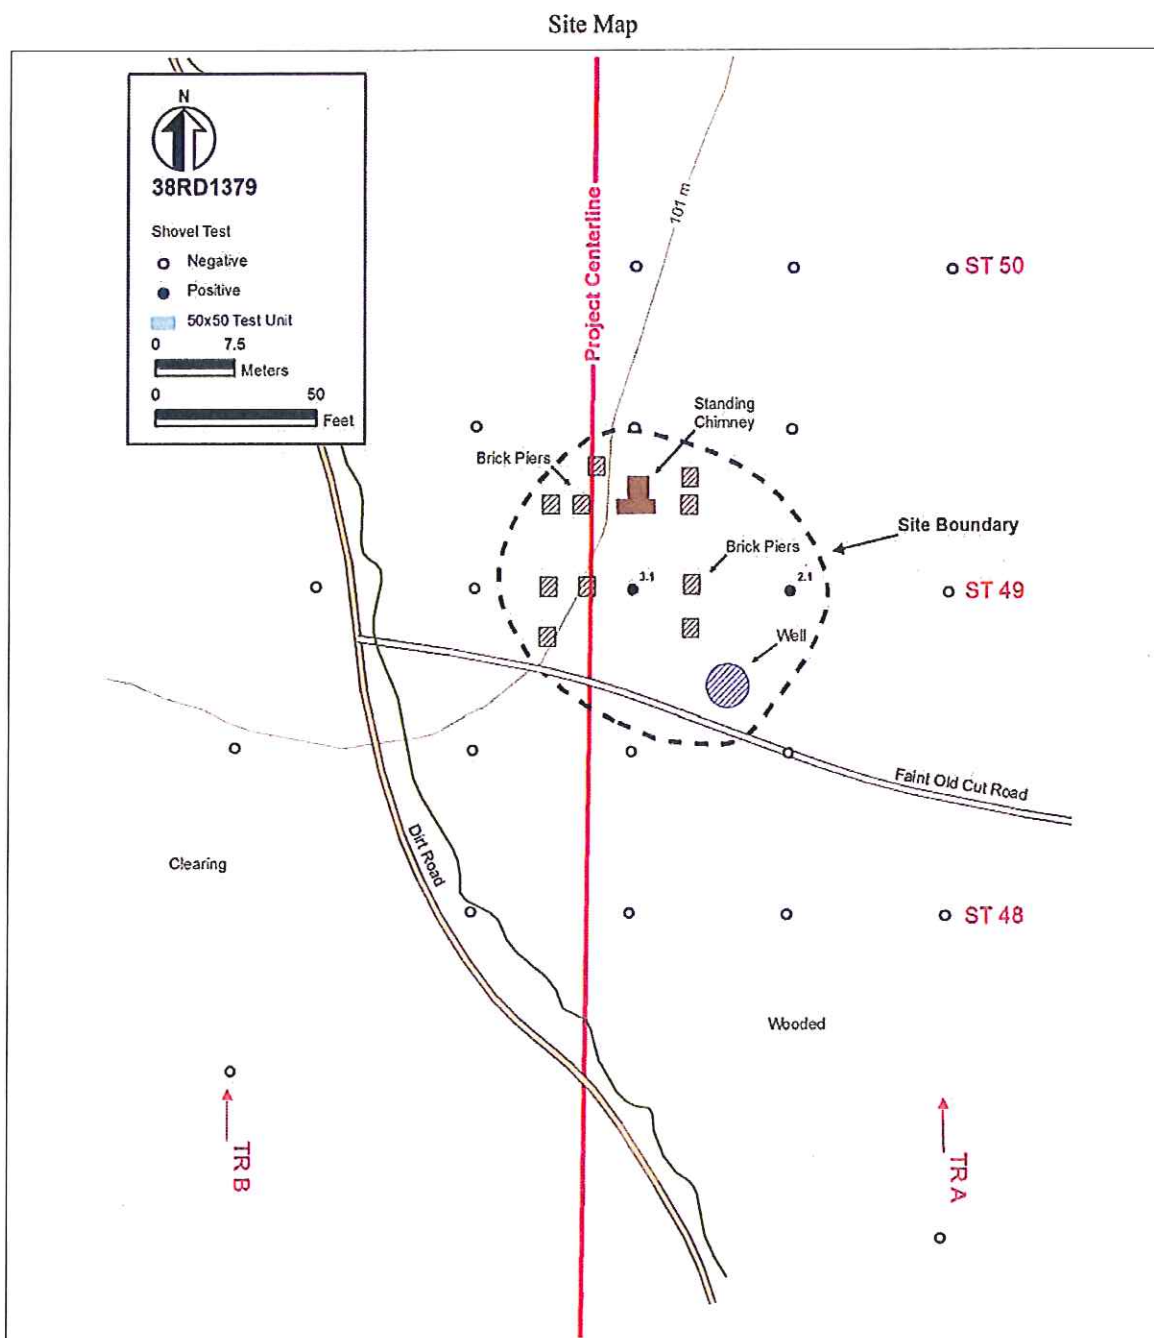 Site Map
N
38RD1379
Shovel Test
Negative
Positive
50x50 Test Unit
0 7.5
Meters
0 50
Feet
Project Centerline
101 m
ST 50
Standing
Chimney
Brick Piers
Site Boundary
Brick Piers
3.1
2.1
ST 49
Well
Faint Old Cut Road
Dirt Road
Clearing
ST 48
Wooded
TR B
TR A